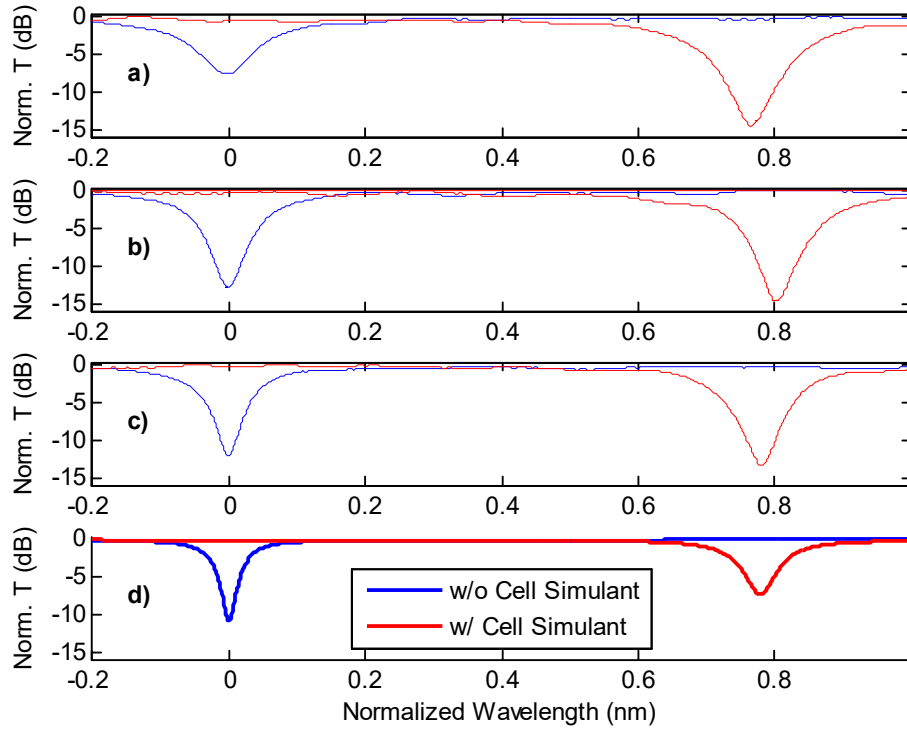 0
-5
-10
-15
Norm. T (dB)
a)
-0.2 0 0.2 0.4 0.6 0.8
0
-5
-10
-15
Norm. T (dB)
b)
-0.2 0 0.2 0.4 0.6 0.8
0
-5
-10
-15
Norm. T (dB)
c)
-0.2 0 0.2 0.4 0.6 0.8
0
-5
-10
-15
Norm. T (dB)
d)
w/o Cell Simulant
w/ Cell Simulant
-0.2 0 0.2 0.4 0.6 0.8
Normalized Wavelength (nm)